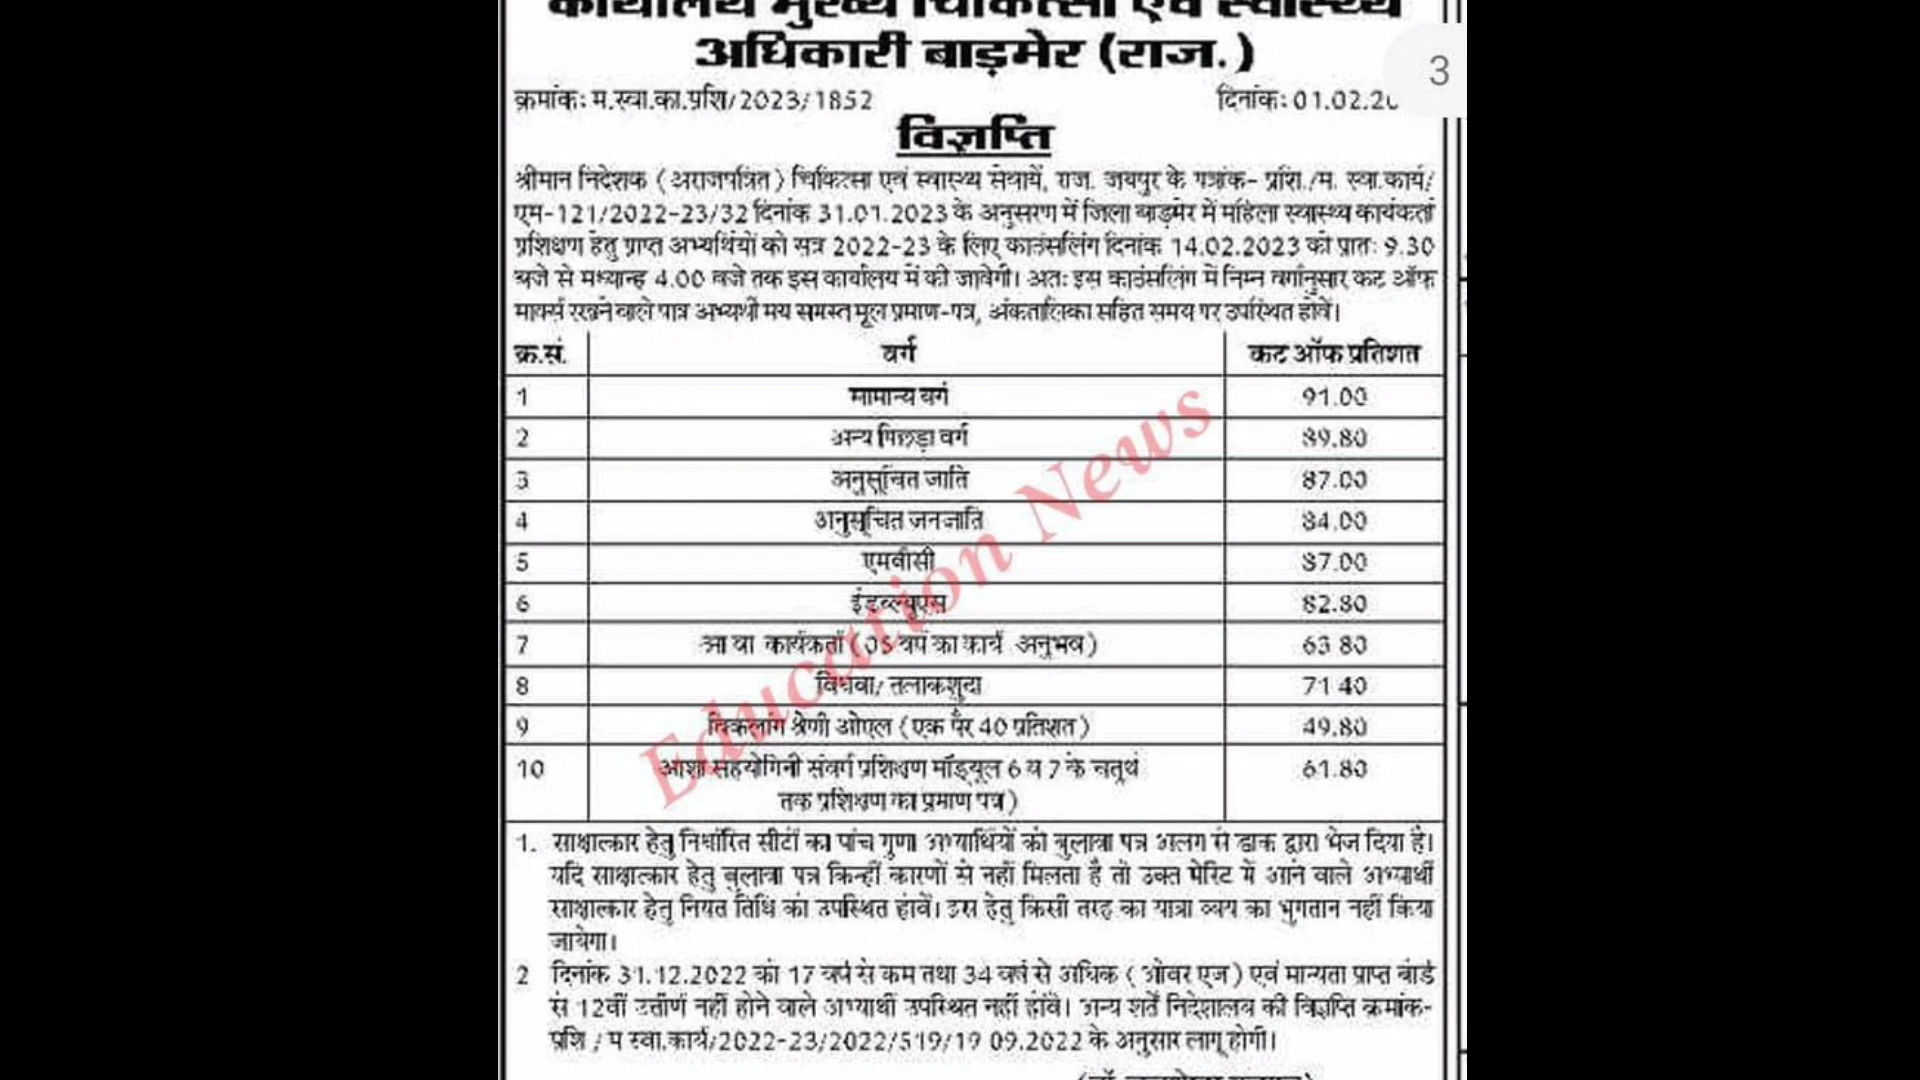 कार्यालय मुख्य चिकित्सा एवं स्वास्थ्य
अधिकारी बाड़मेर (राज.)
3
क्रमांकः म.स्वा.का.प्रशि/2023/1852 दिनांकः 01.02.20
विज्ञप्ति
श्रीमान निदेशक (अराजपत्रित) चिकित्सा एवं स्वास्थ्य सेवायें, राज. जयपुर के पत्रांक- प्रशि./म. स्वा.कार्य/
एम-121/2022-23/32 दिनांक 31.01.2023 के अनुसरण में जिला बाड़मेर में महिला स्वास्थ्य कार्यकर्ता
प्रशिक्षण हेतु प्राप्त अभ्यर्थियों को सत्र 2022-23 के लिए काउंसलिंग दिनांक 14.02.2023 को प्रातः 9.30
बजे से मध्यान्ह 4.00 बजे तक इस कार्यालय में की जावेगी। अतः इस काउंसलिंग में निम्न वर्गानुसार कट ऑफ
मार्क्स रखने वाले पात्र अभ्यर्थी मय समस्त मूल प्रमाण-पत्र, अंकतालिका सहित समय पर उपस्थित होवें।
क्र.सं. वर्ग कट ऑफ प्रतिशत
1 सामान्य वर्ग 91.00
2 अन्य पिछड़ा वर्ग 89.80
3 अनुसूचित जाति 87.00
4 अनुसूचित जनजाति 84.00
5 एमबीसी 87.00
6 ईडब्ल्यूएस 82.80
7 आ वा कार्यकर्ता (05 वर्ष का कार्य अनुभव) 63 80
8 विधवा/ तलाकशुदा 71 40
9 विकलांग श्रेणी ओएल (एक पैर 40 प्रतिशत) 49.80
10 आशा सहयोगिनी संवर्ग प्रशिक्षण मॉड्यूल 6 व 7 के चतुर्थ 61.80
तक प्रशिक्षण का प्रमाण पत्र)
Education News
1. साक्षात्कार हेतु निर्धारित सीटों का पांच गुणा अभ्यार्थियों को बुलावा पत्र अलग से डाक द्वारा भेज दिया है।
यदि साक्षात्कार हेतु बुलावा पत्र किन्हीं कारणों से नहीं मिलता है तो उक्त मेरिट में आने वाले अभ्यार्थी
साक्षात्कार हेतु नियत तिथि को उपस्थित होवें। इस हेतु किसी तरह का यात्रा व्यय का भुगतान नहीं किया
जायेगा।
2 दिनांक 31.12.2022 को 17 वर्ष से कम तथा 34 वर्ष से अधिक (ओवर एज) एवं मान्यता प्राप्त बोर्ड
से 12वीं उत्तीर्ण नहीं होने वाले अभ्यार्थी उपस्थित नहीं होवें। अन्य शर्तें निदेशालय की विज्ञप्ति क्रमांक-
प्रशि / म स्वा.कार्य/2022-23/2022/519/19 09.2022 के अनुसार लागू होगी।